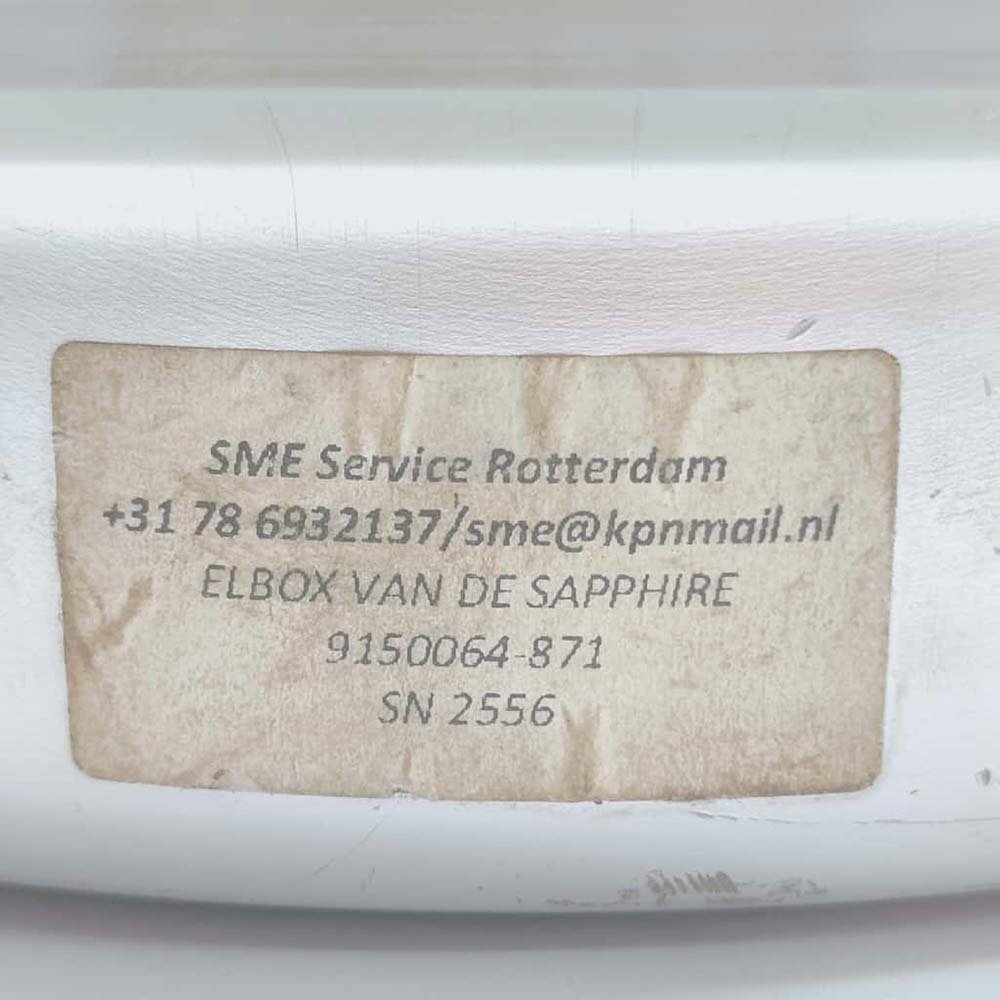 SME Service Rotterdam
+31 78 6932137/sme@kpnmail.nl
ELBOX VAN DE SAPPHIRE
9150064-871
SN 2556